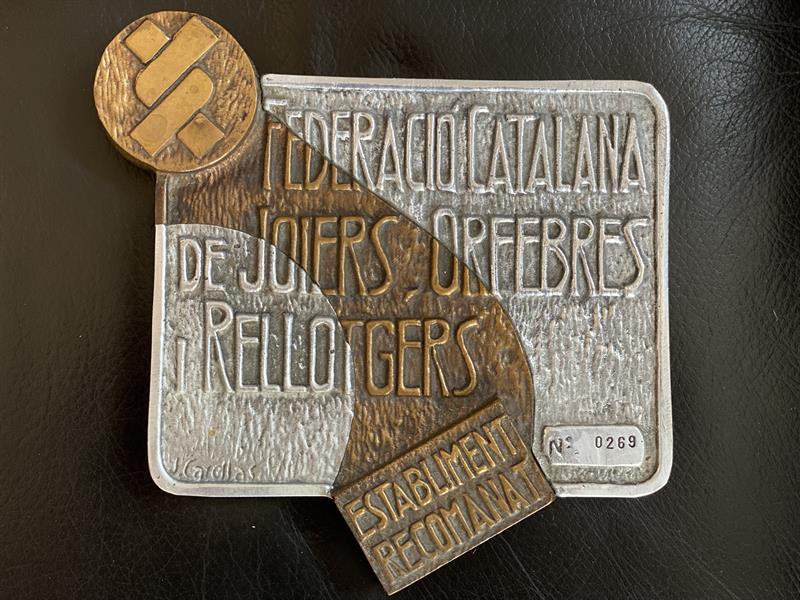 FEDERACIÓ CATALANA
DE JOIERS, ORFEBRES
I RELLOTGERS
ESTABLIMENT
RECOMANAT
Nº 0269